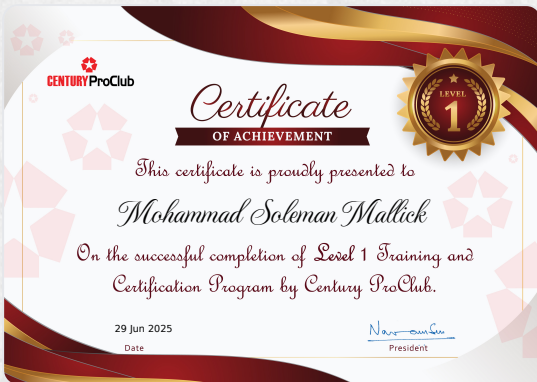 CENTURY ProClub
LEVEL
1
Certificate
OF ACHIEVEMENT
This certificate is proudly presented to
Mohammad Soleman Mallick
On the successful completion of Level 1 Training and
Certification Program by Century ProClub.
29 Jun 2025
Date
President